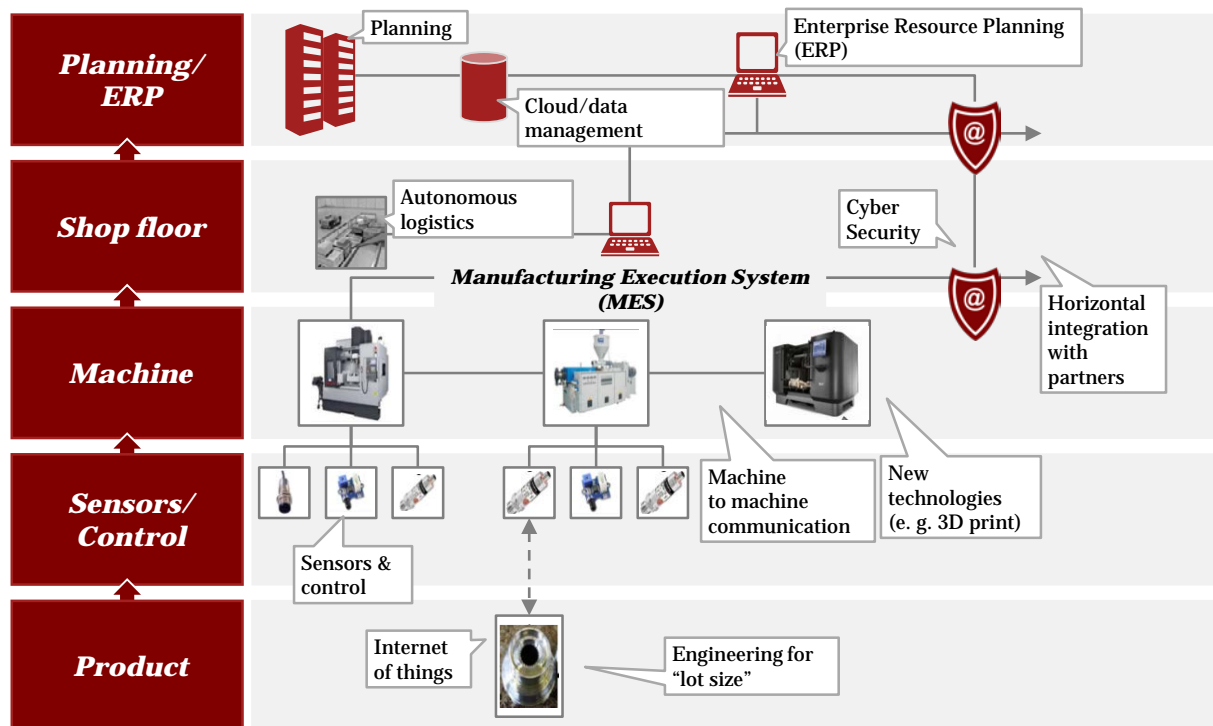 Planning/
ERP
Planning
Enterprise Resource Planning
(ERP)
Cloud/data
management
@
Shop floor
Autonomous
logistics
Cyber
Security
Manufacturing Execution System
(MES)
@
Horizontal
integration
with
partners
Machine
Machine
to machine
communication
New
technologies
(e. g. 3D print)
Sensors/
Control
Sensors &
control
Product
Internet
of things
Engineering for
“lot size”